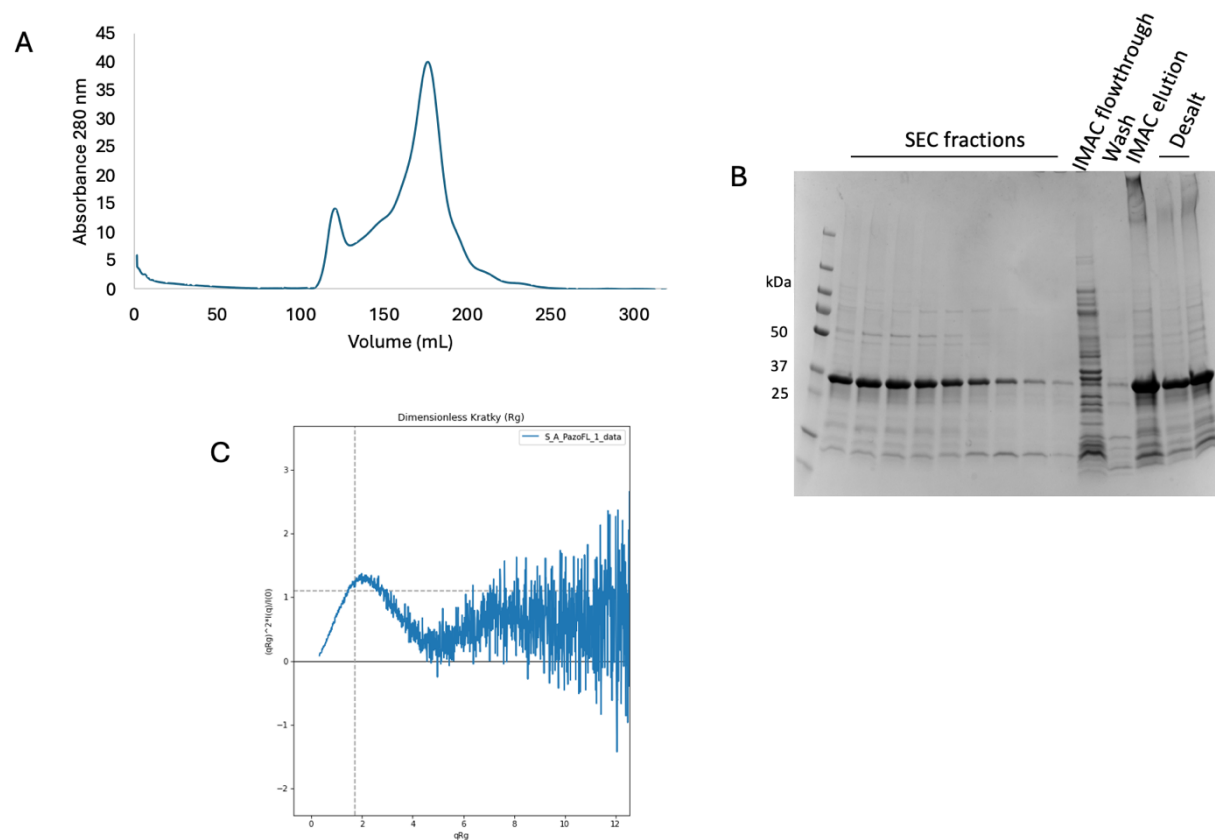 A
45
40
35
30
25
20
15
10
5
0
Absorbance 280 nm
0 50 100 150 200 250 300
Volume (mL)
B
SEC fractions
IMAC flowthrough
Wash
IMAC elution
Desalt
kDa
50
37
25
C
Dimensionless Kratky (Rg)
S_A_PazoFL_1_data
3
2
1
0
−1
−2
(qRg)^2*I(q)/I(0)
0 2 4 6 8 10 12
qRg